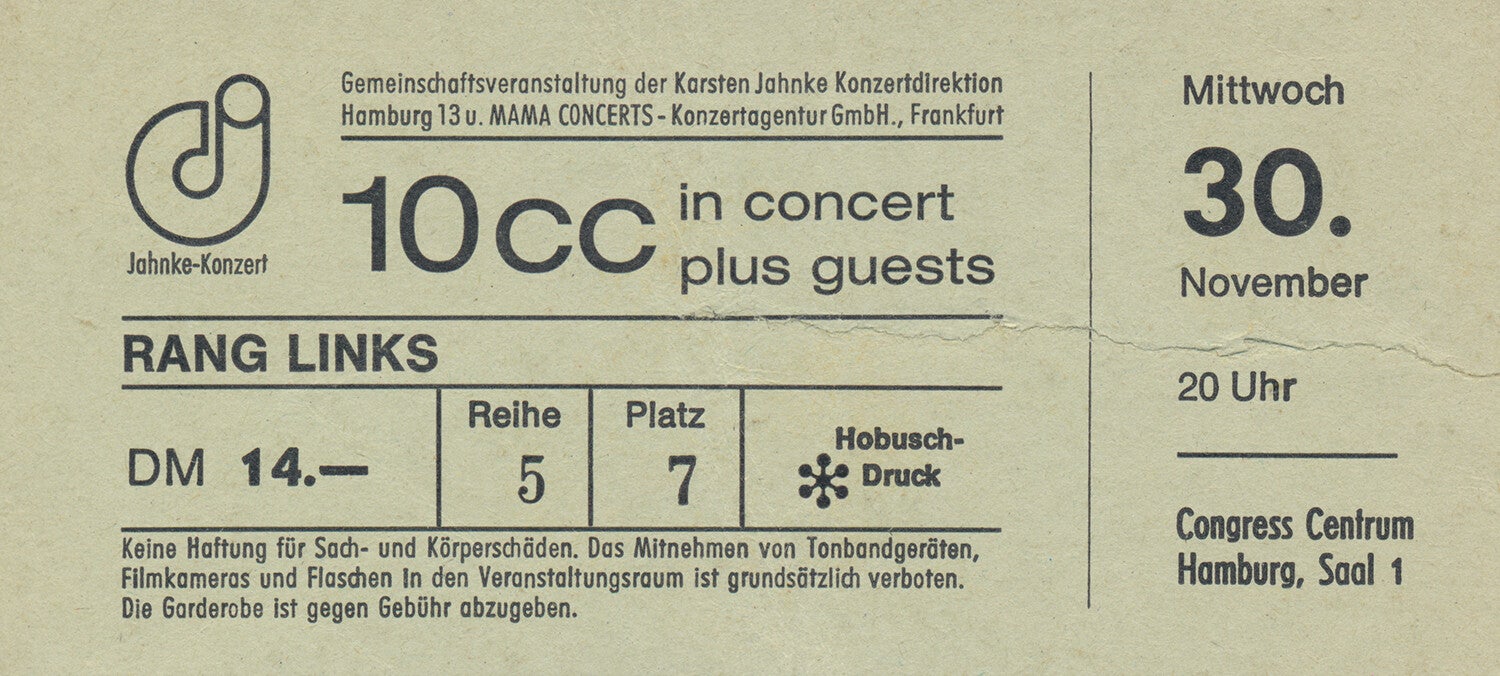 Gemeinschaftsveranstaltung der Karsten Jahnke Konzertdirektion
Hamburg 13 u. MAMA CONCERTS - Konzertagentur GmbH., Frankfurt
Jahnke-Konzert
10cc in concert
plus guests
RANG LINKS
DM 14.—
Reihe
5
Platz
7
Hobusch-
Druck
Keine Haftung für Sach- und Körperschäden. Das Mitnehmen von Tonbandgeräten,
Filmkameras und Flaschen in den Veranstaltungsraum ist grundsätzlich verboten.
Die Garderobe ist gegen Gebühr abzugeben.
Mittwoch
30.
November
20 Uhr
Congress Centrum
Hamburg, Saal 1